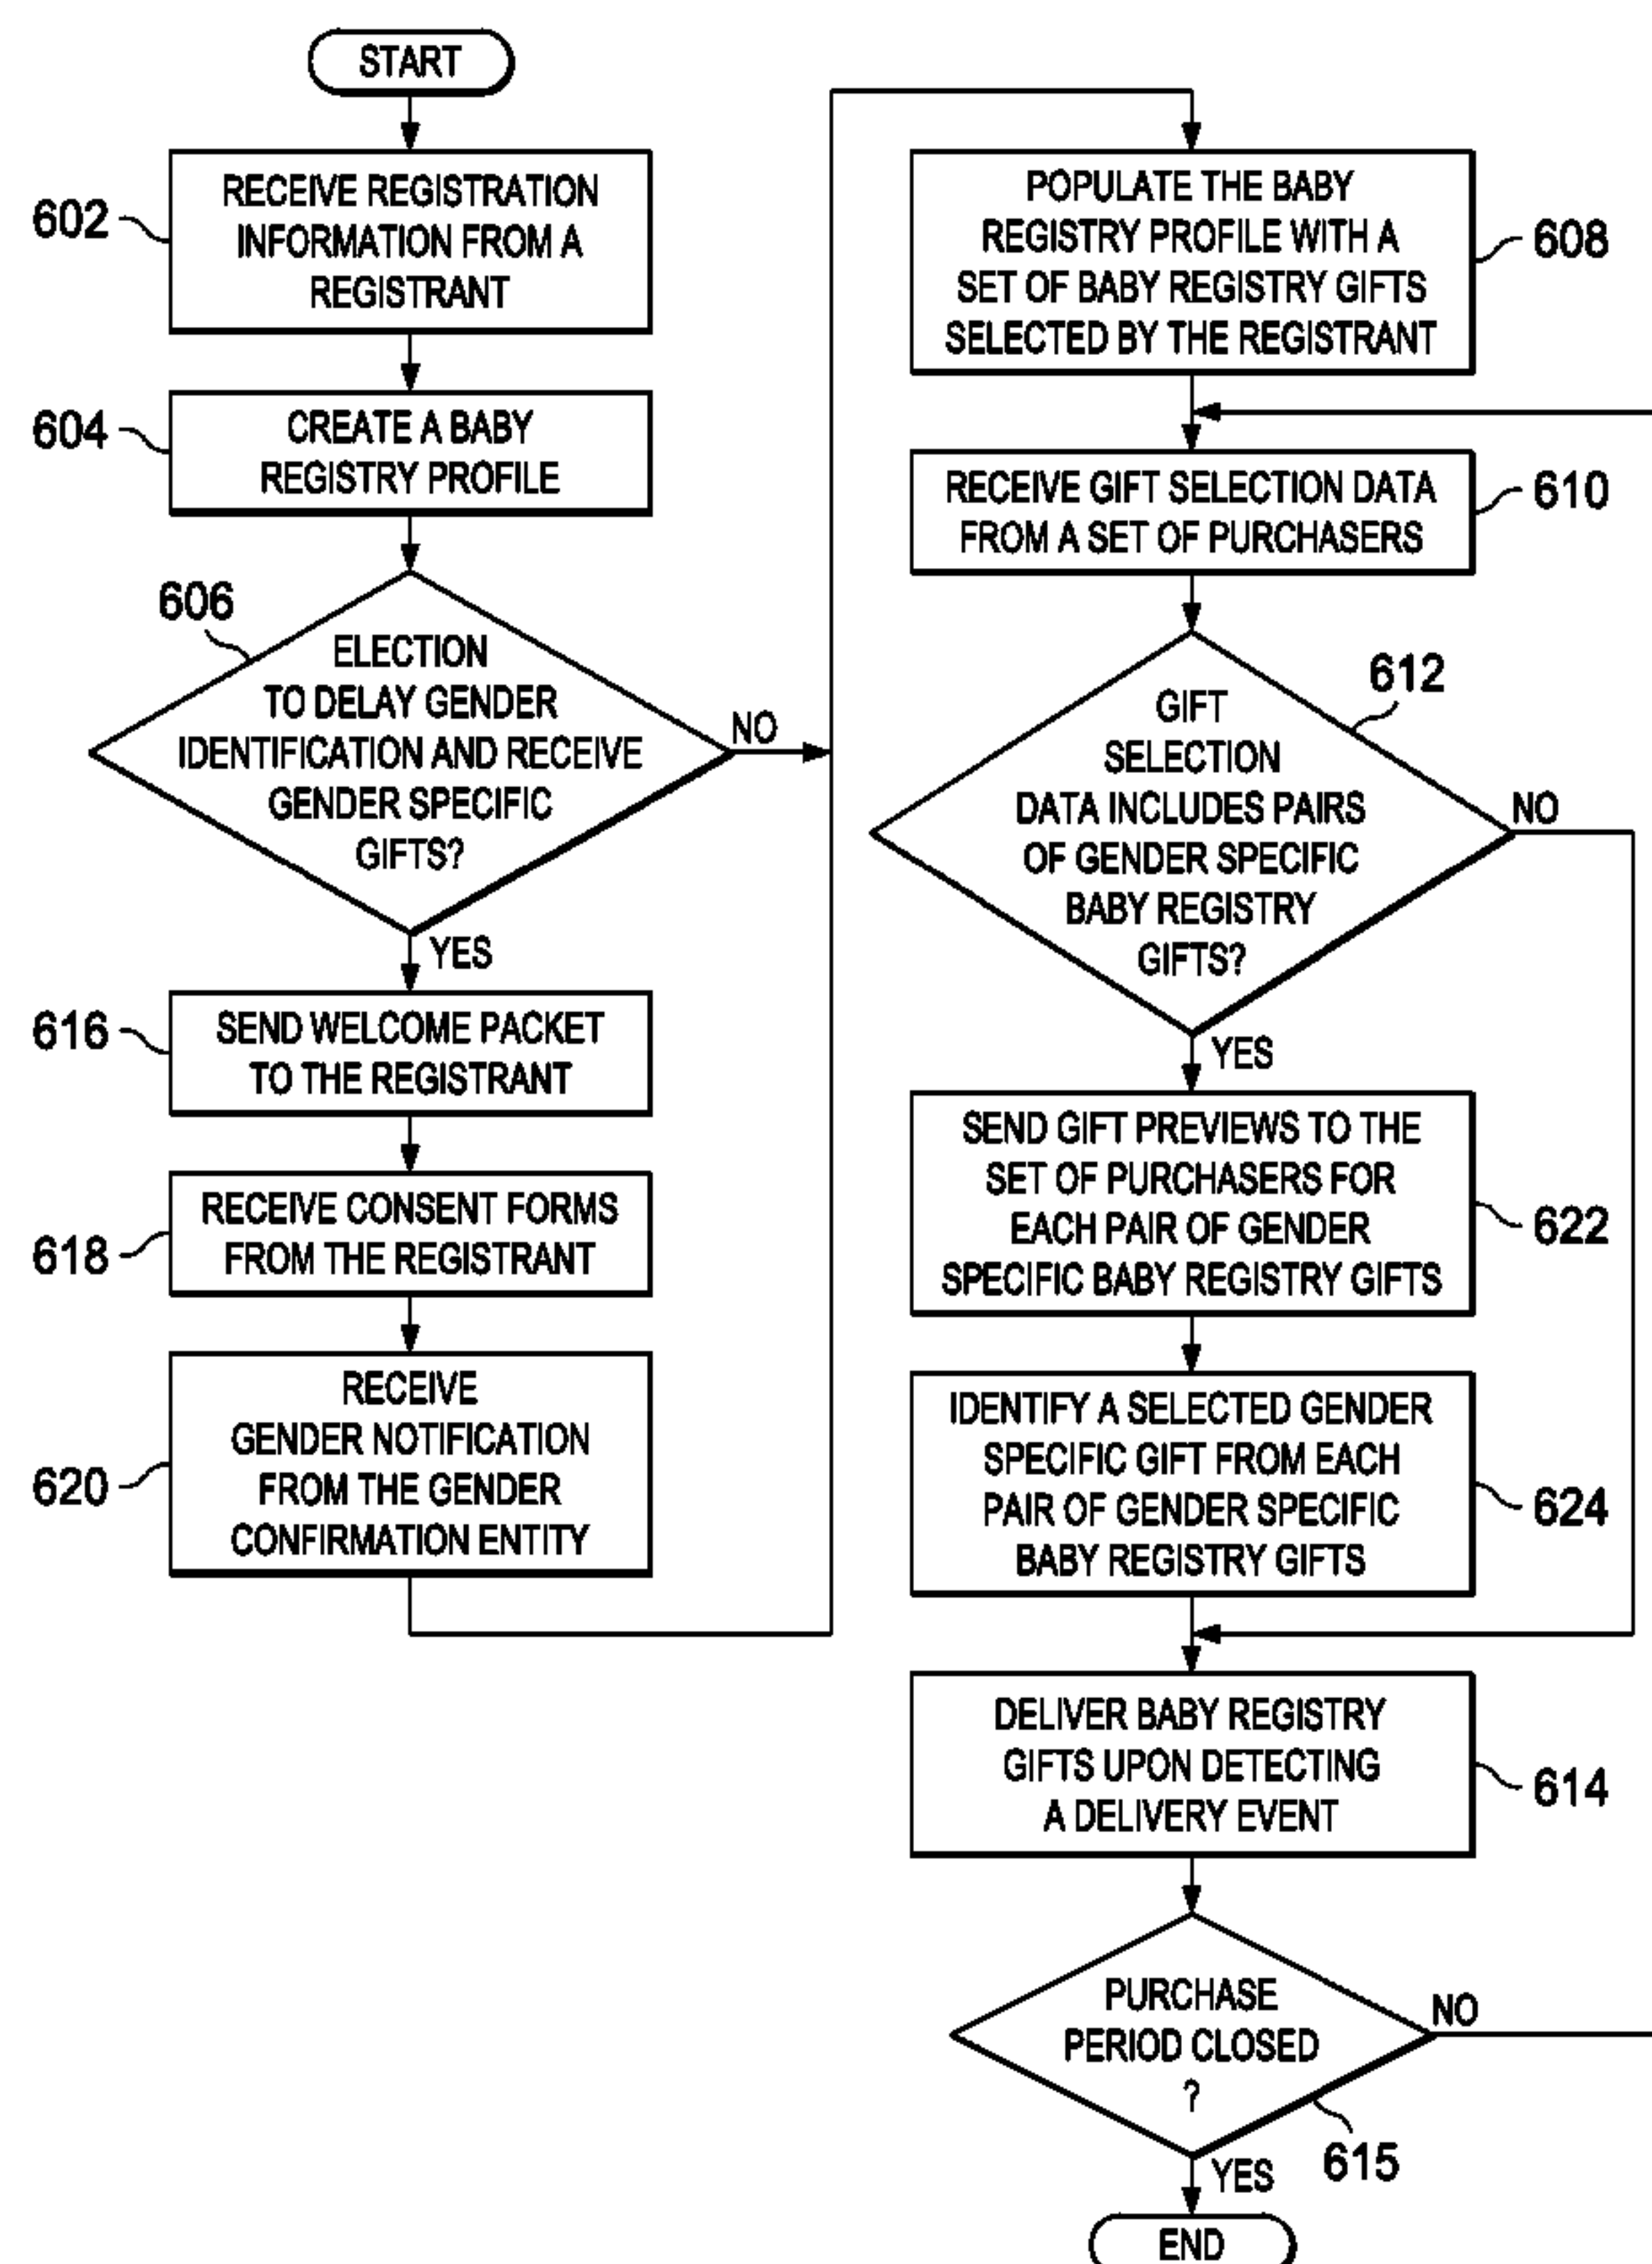 START
602
RECEIVE REGISTRATION
INFORMATION FROM A
REGISTRANT
604
CREATE A BABY
REGISTRY PROFILE
606
ELECTION
TO DELAY GENDER
IDENTIFICATION AND RECEIVE
GENDER SPECIFIC
GIFTS?
NO
YES
616
SEND WELCOME PACKET
TO THE REGISTRANT
618
RECEIVE CONSENT FORMS
FROM THE REGISTRANT
620
RECEIVE
GENDER NOTIFICATION
FROM THE GENDER
CONFIRMATION ENTITY
POPULATE THE BABY
REGISTRY PROFILE WITH A
SET OF BABY REGISTRY GIFTS
SELECTED BY THE REGISTRANT
608
RECEIVE GIFT SELECTION DATA
FROM A SET OF PURCHASERS
610
612
GIFT
SELECTION
DATA INCLUDES PAIRS
OF GENDER SPECIFIC
BABY REGISTRY
GIFTS?
NO
YES
SEND GIFT PREVIEWS TO THE
SET OF PURCHASERS FOR
EACH PAIR OF GENDER
SPECIFIC BABY REGISTRY GIFTS
622
IDENTIFY A SELECTED GENDER
SPECIFIC GIFT FROM EACH
PAIR OF GENDER SPECIFIC
BABY REGISTRY GIFTS
624
DELIVER BABY REGISTRY
GIFTS UPON DETECTING
A DELIVERY EVENT
614
PURCHASE
PERIOD CLOSED
?
NO
615
YES
END